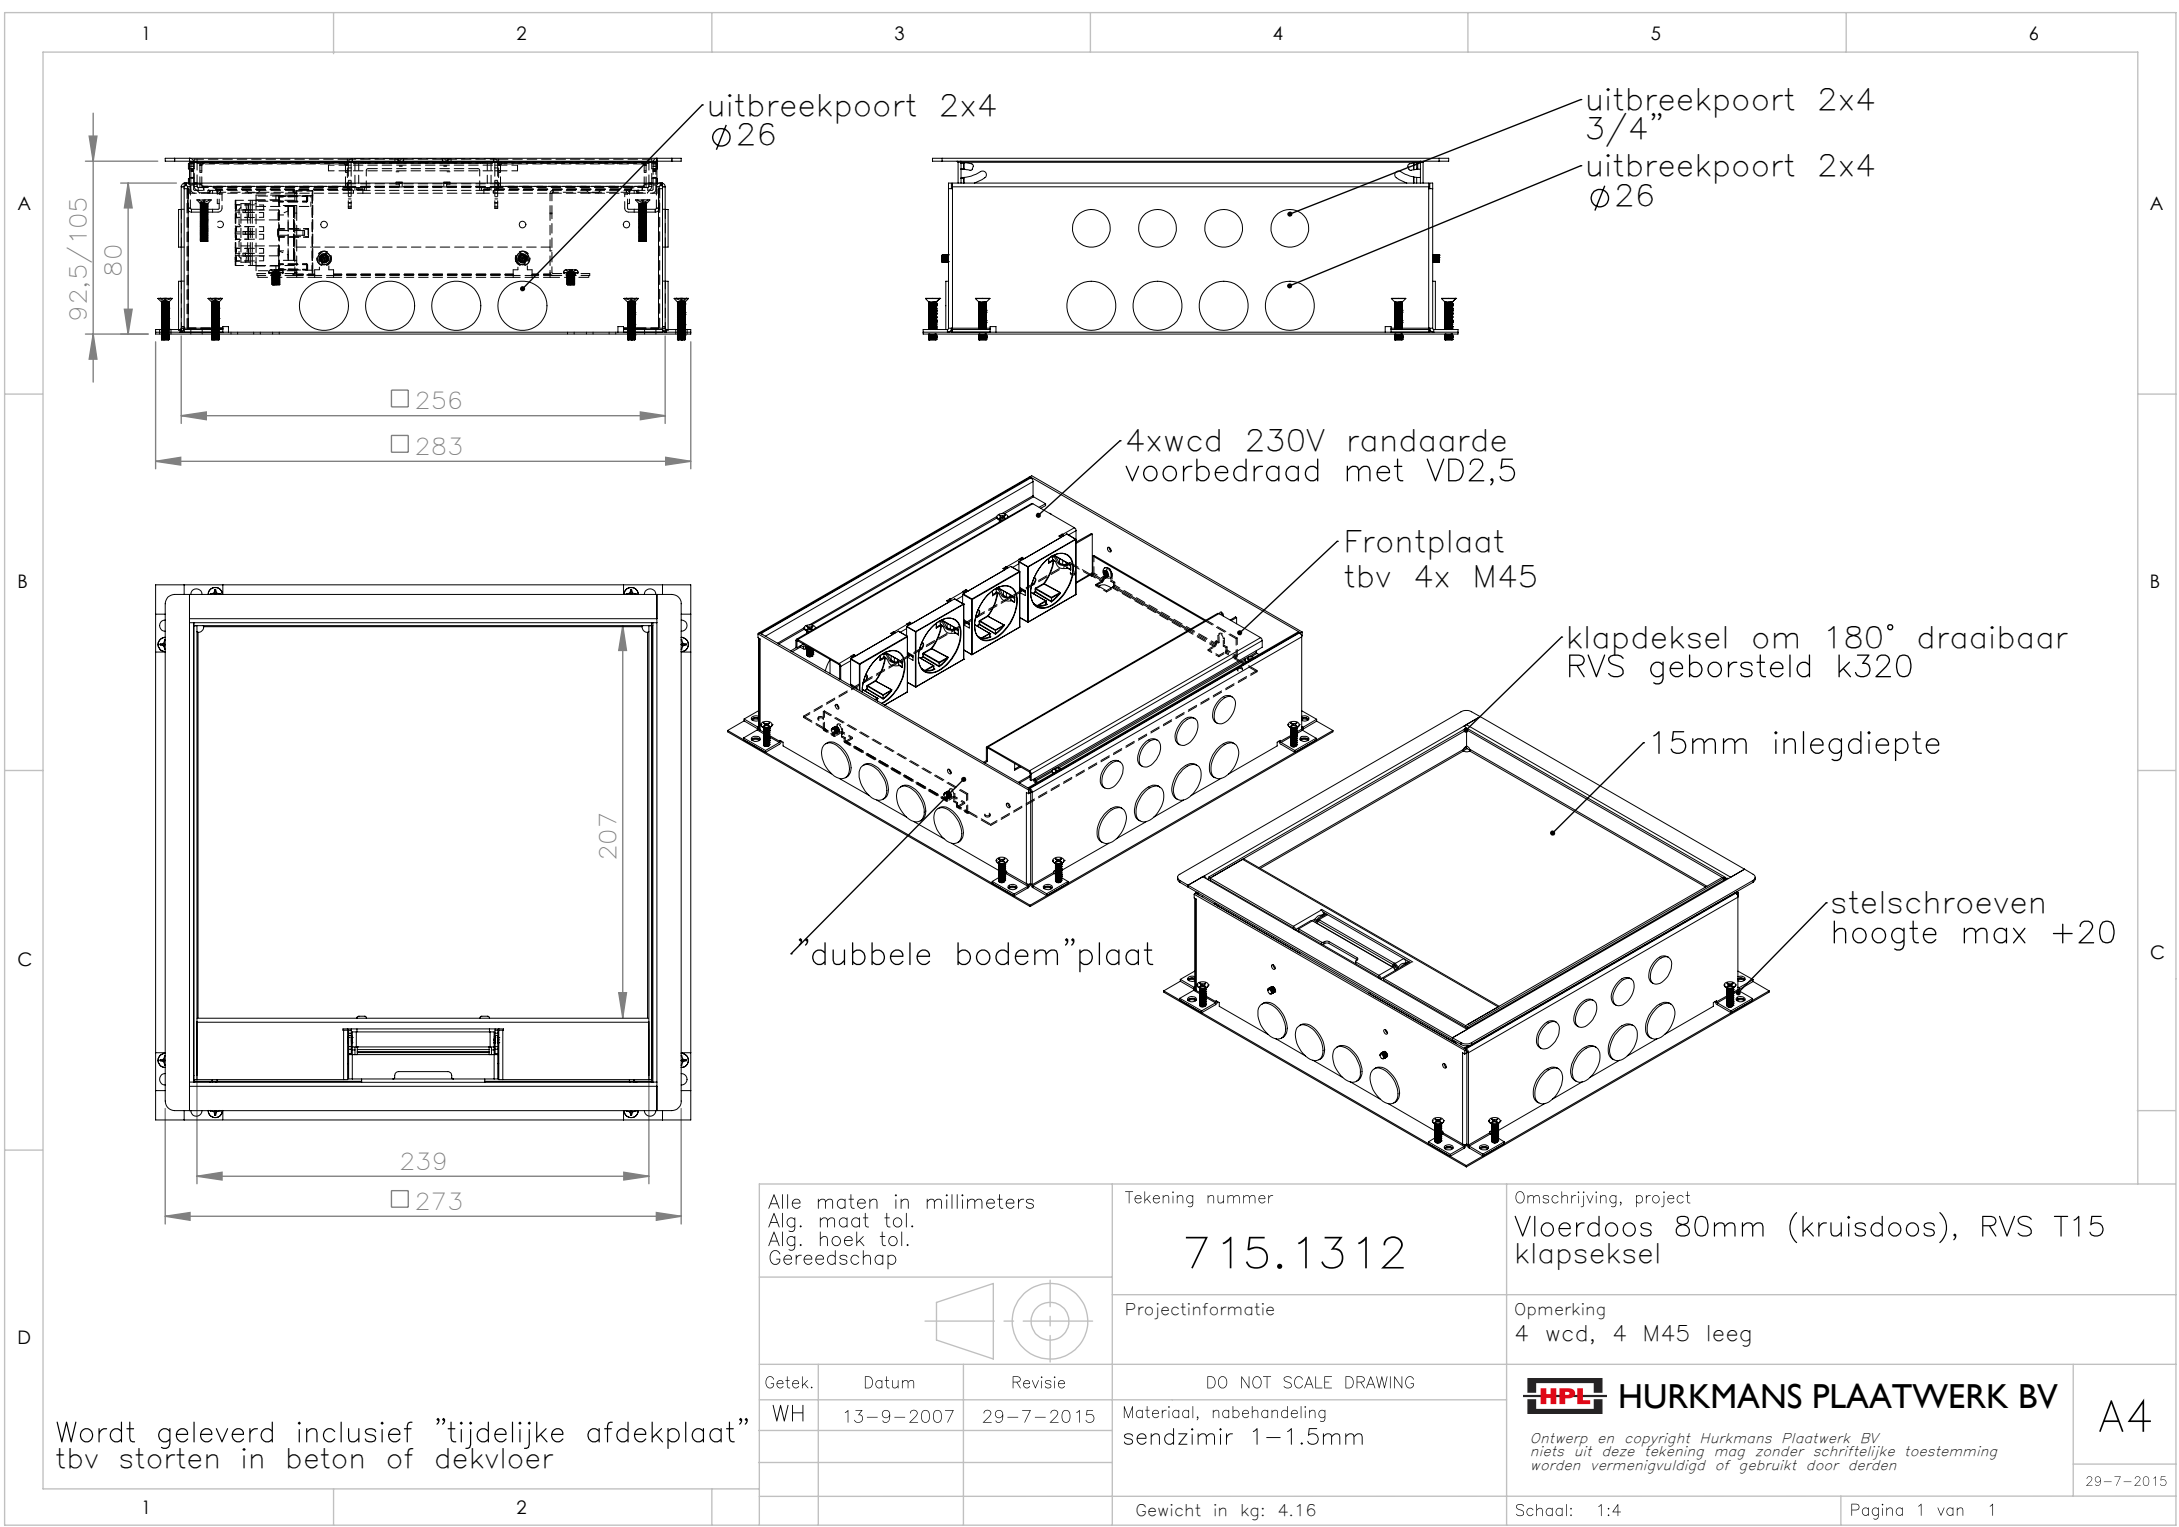 1 2 3 4 5 6
A
A
B
B
C
C
D
1 2
uitbreekpoort 2x4
ø26
uitbreekpoort 2x4
3/4"
uitbreekpoort 2x4
ø26
92,5/105
80
□256
□283
4xwcd 230V randaarde
voorbedraad met VD2,5
Frontplaat
tbv 4x M45
klapdeksel om 180° draaibaar
RVS geborsteld k320
15mm inlegdiepte
207
stelschroeven
hoogte max +20
"dubbele bodem"plaat
239
□273
Wordt geleverd inclusief "tijdelijke afdekplaat"
tbv storten in beton of dekvloer
Alle maten in millimeters
Alg. maat tol.
Alg. hoek tol.
Gereedschap
Tekening nummer
715.1312
Omschrijving, project
Vloerdoos 80mm (kruisdoos), RVS T15
klapseksel
Projectinformatie
Opmerking
4 wcd, 4 M45 leeg
Getek. Datum Revisie
WH 13-9-2007 29-7-2015
DO NOT SCALE DRAWING
Materiaal, nabehandeling
sendzimir 1-1.5mm
HPL HURKMANS PLAATWERK BV
Ontwerp en copyright Hurkmans Plaatwerk BV
niets uit deze tekening mag zonder schriftelijke toestemming
worden vermenigvuldigd of gebruikt door derden
A4
29-7-2015
Gewicht in kg: 4.16
Schaal: 1:4
Pagina 1 van 1